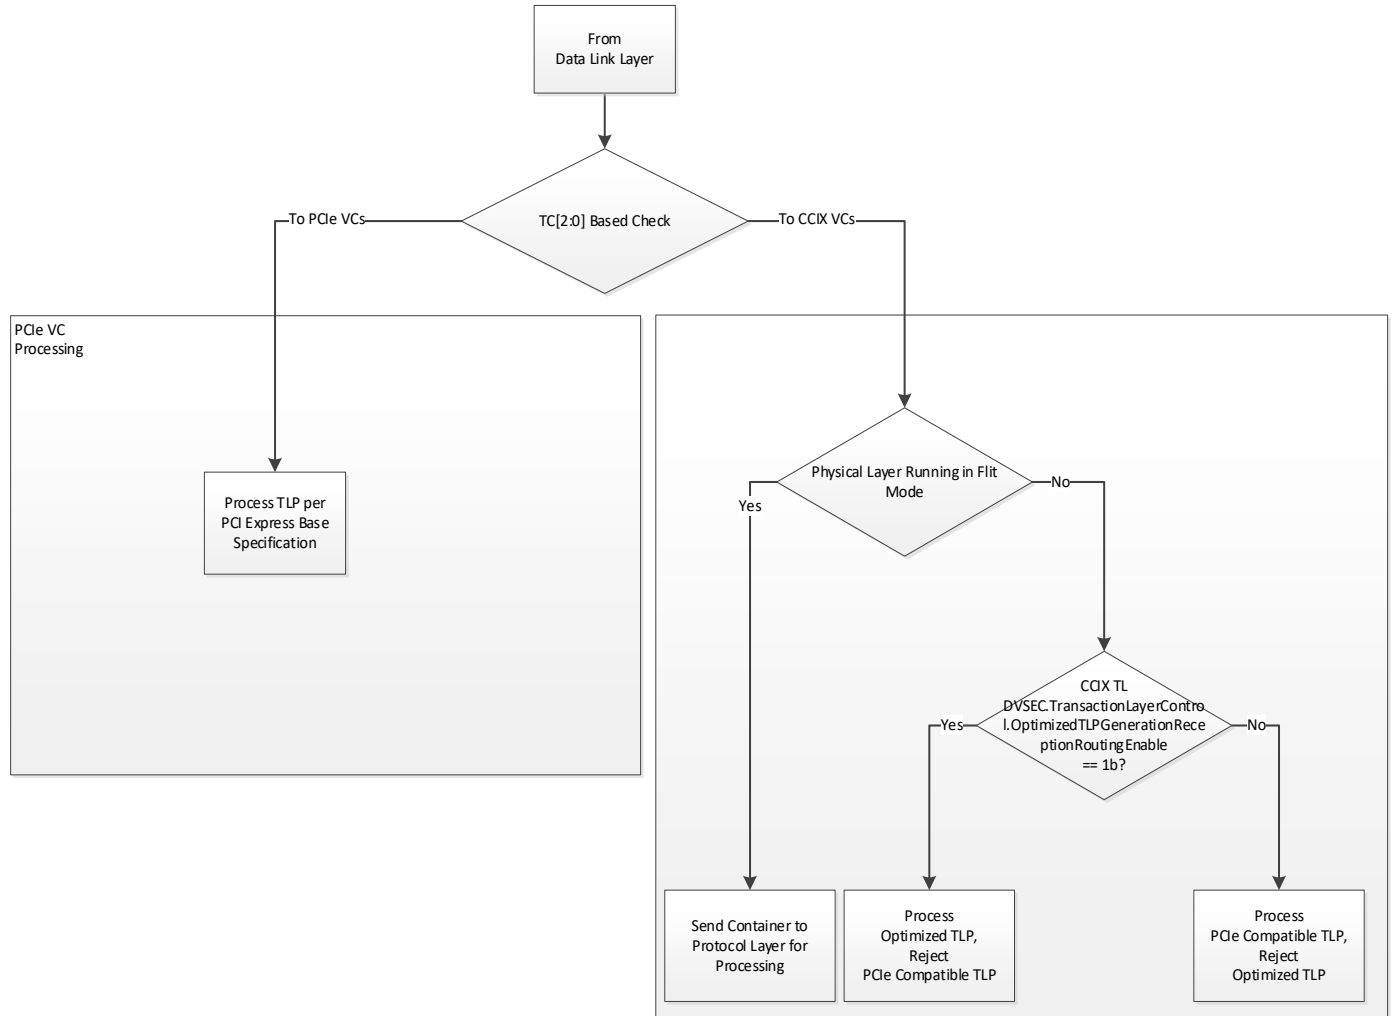 From
Data Link Layer
TC[2:0] Based Check
To PCIe VCs
To CCIX VCs
PCIe VC
Processing
Process TLP per
PCI Express Base
Specification
Physical Layer Running in Flit
Mode
Yes
No
CCIX TL
DVSEC.TransactionLayerContro
l.OptimizedTLPGenerationRece
ptionRoutingEnable
== 1b?
Yes
No
Send Container to
Protocol Layer for
Processing
Process
Optimized TLP,
Reject
PCIe Compatible TLP
Process
PCIe Compatible TLP,
Reject
Optimized TLP